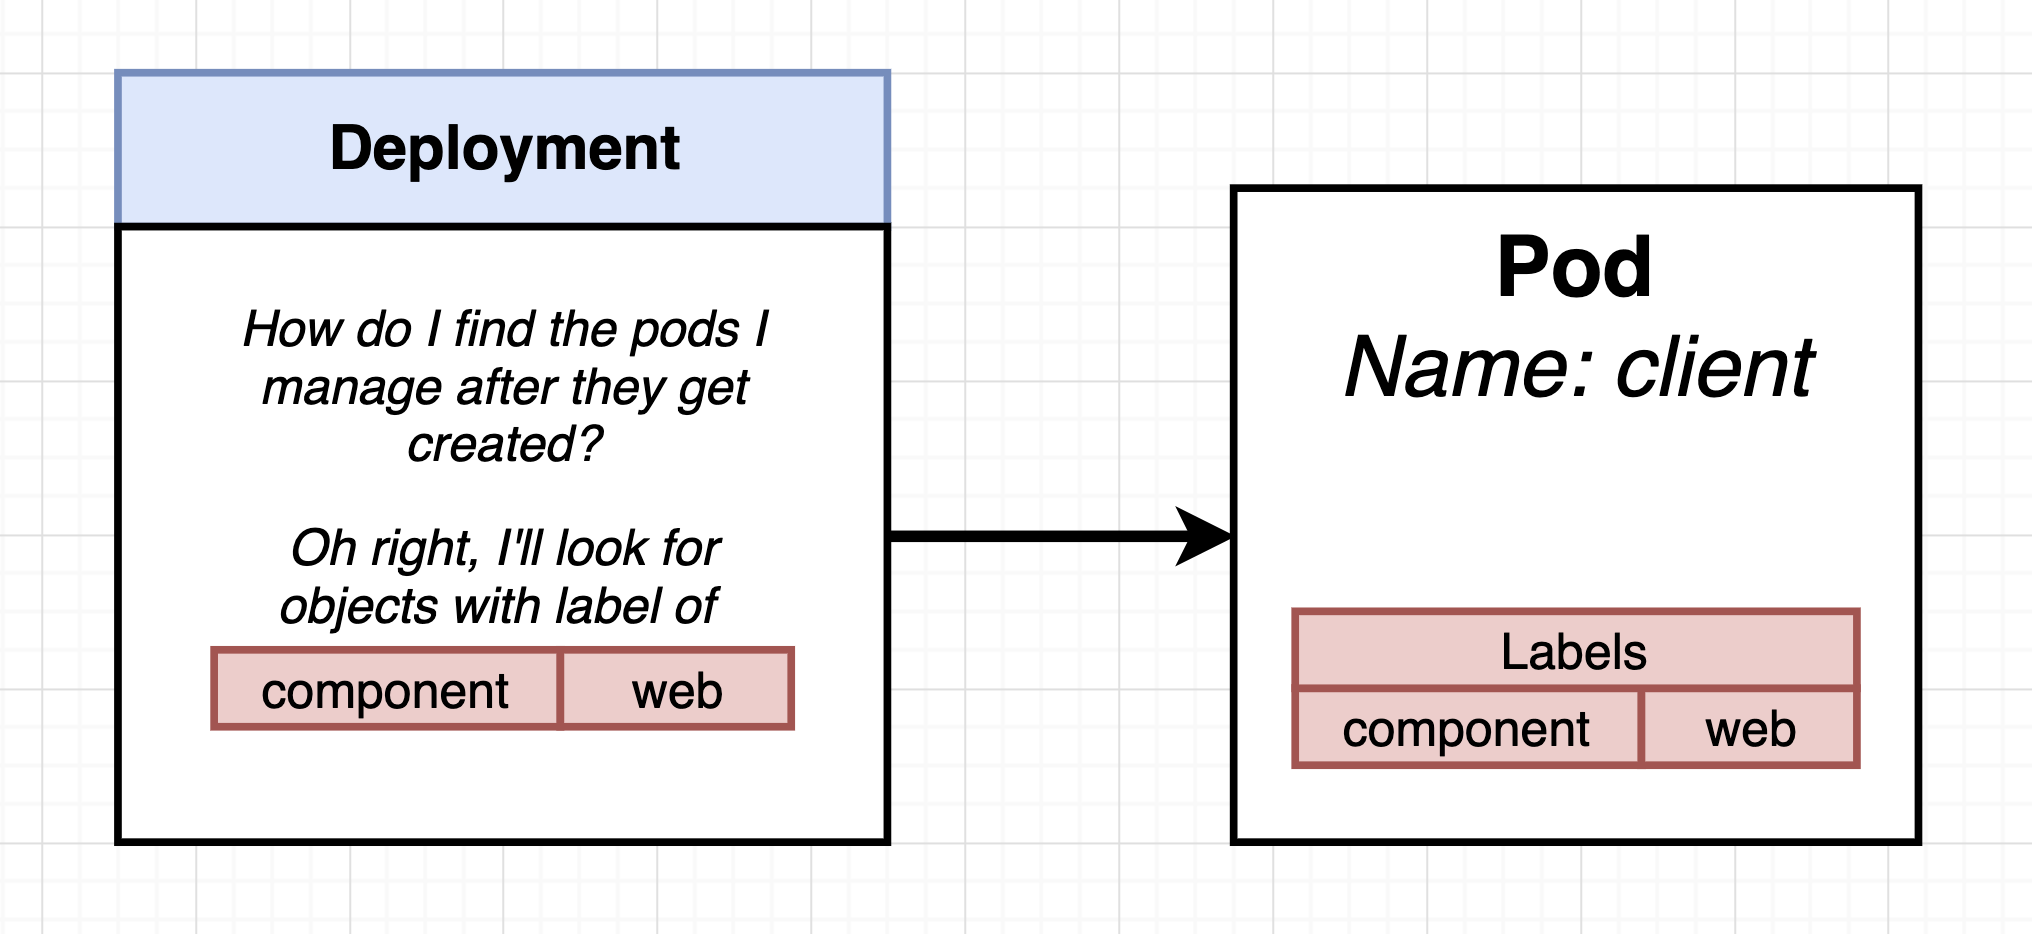 Deployment
How do I find the pods I
manage after they get
created?
Oh right, I'll look for
objects with label of
component web
Pod
Name: client
Labels
component web